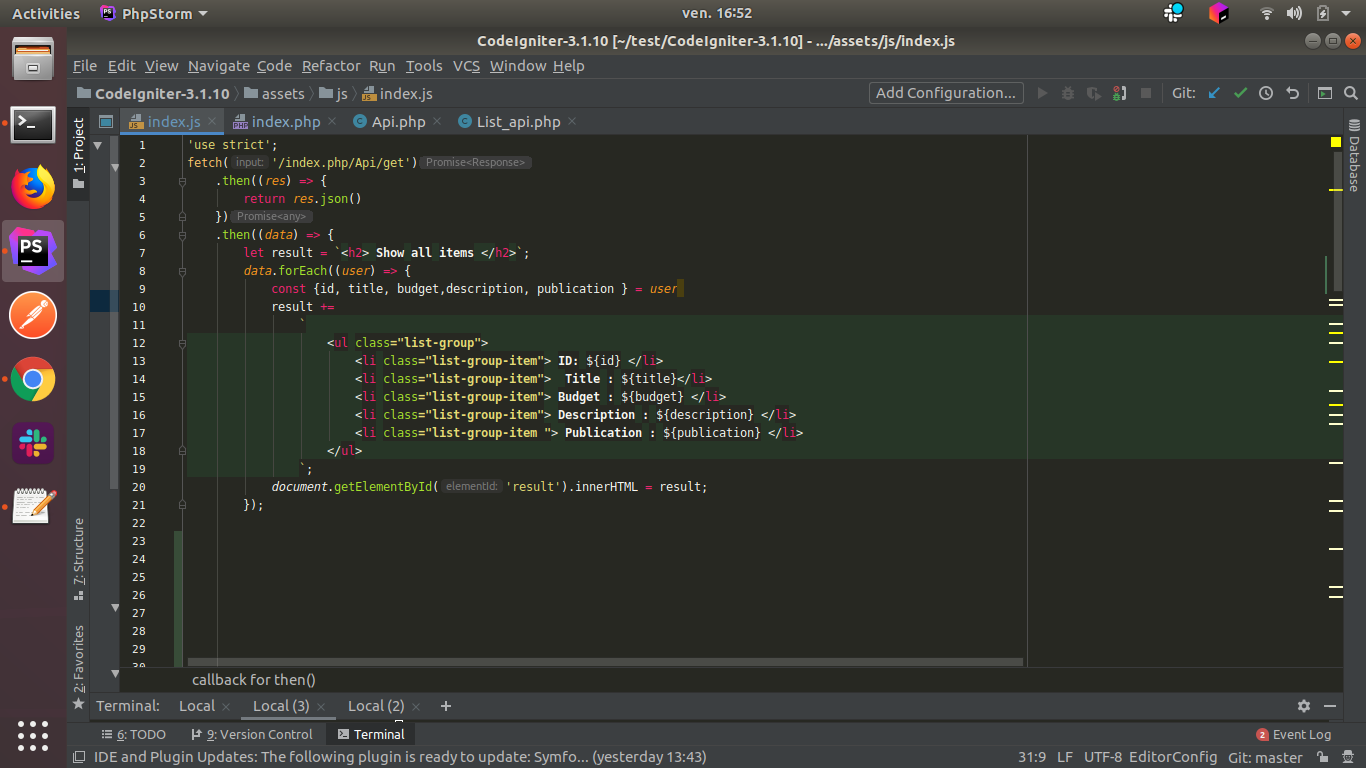 Activities PhpStorm ven. 16:52
CodeIgniter-3.1.10 [~/test/CodeIgniter-3.1.10] - .../assets/js/index.js
File Edit View Navigate Code Refactor Run Tools VCS Window Help
CodeIgniter-3.1.10 assets js index.js Add Configuration... Git:
1: Project
index.js index.php Api.php List_api.php
Database
1 'use strict';
2 fetch( input: '/index.php/Api/get') Promise<Response>
3 .then((res) => {
4 return res.json()
5 }) Promise<any>
6 .then((data) => {
7 let result = `<h2> Show all items </h2>`;
8 data.forEach((user) => {
9 const {id, title, budget,description, publication } = user
10 result +=
11 `
12 <ul class="list-group">
13 <li class="list-group-item"> ID: ${id} </li>
14 <li class="list-group-item">  Title : ${title}</li>
15 <li class="list-group-item"> Budget : ${budget} </li>
16 <li class="list-group-item"> Description : ${description} </li>
17 <li class="list-group-item "> Publication : ${publication} </li>
18 </ul>
19 `;
20 document.getElementById( elementId: 'result').innerHTML = result;
21 });
22
23
24
25
26
27
28
29
30
7: Structure
2: Favorites
callback for then()
Terminal: Local Local (3) Local (2)
6: TODO 9: Version Control Terminal 2 Event Log
IDE and Plugin Updates: The following plugin is ready to update: Symfo... (yesterday 13:43) 31:9 LF UTF-8 EditorConfig Git: master